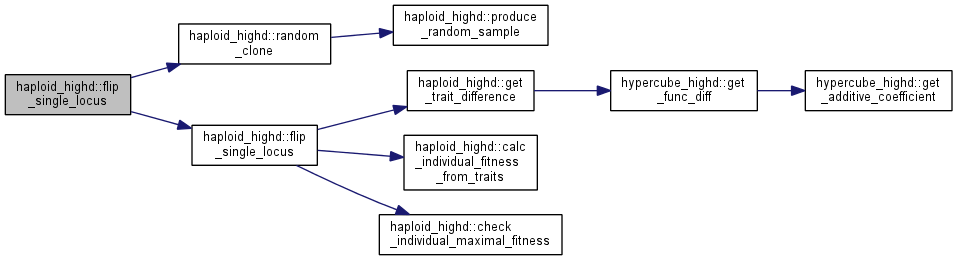 haploid_highd::flip
_single_locus
haploid_highd::random
_clone
haploid_highd::produce
_random_sample
haploid_highd::flip
_single_locus
haploid_highd::get
_trait_difference
hypercube_highd::get
_func_diff
hypercube_highd::get
_additive_coefficient
haploid_highd::calc
_individual_fitness
_from_traits
haploid_highd::check
_individual_maximal_fitness